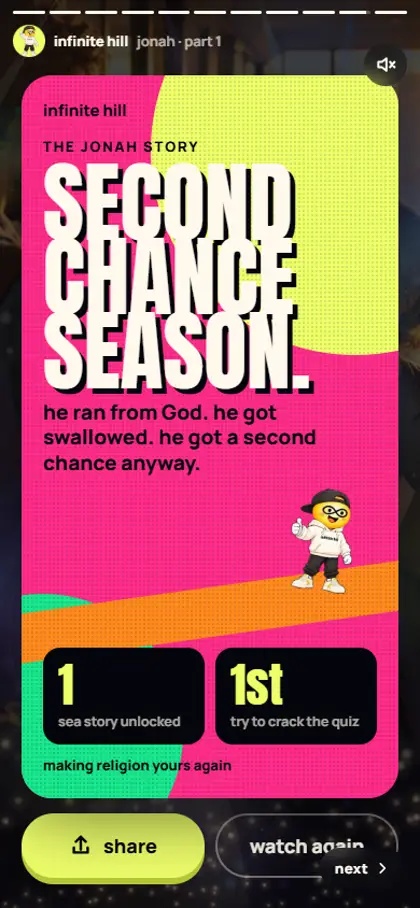 infinite hill jonah · part 1
infinite hill
THE JONAH STORY
SECOND
CHANCE
SEASON.
he ran from God. he got
swallowed. he got a second
chance anyway.
1
sea story unlocked
1st
try to crack the quiz
making religion yours again
share
watch again
next